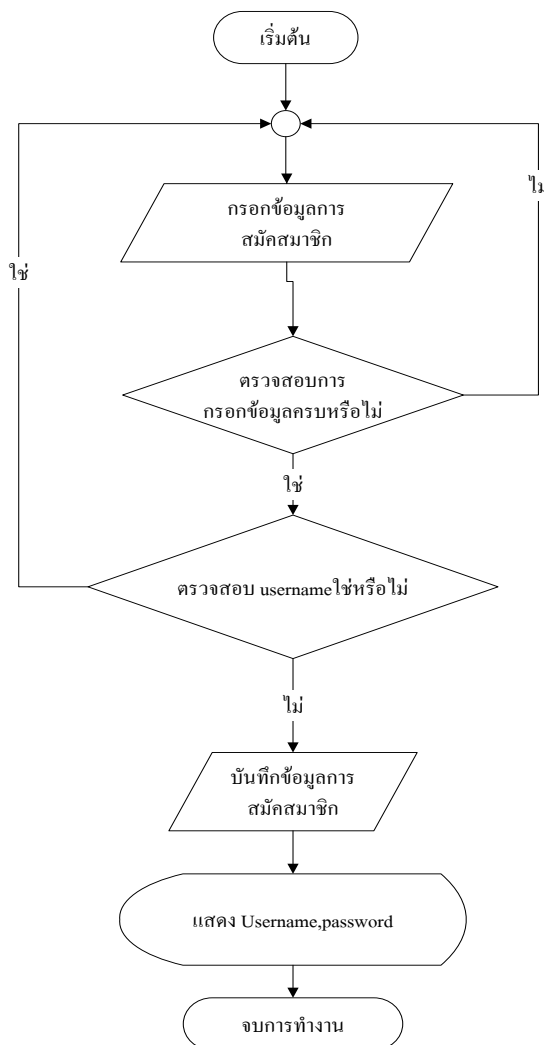 เริ่มต้น
ไม่
กรอกข้อมูลการ
สมัคสมาชิก
ใช่
ตรวจสอบการ
กรอกข้อมูลครบหรือไม่
ใช่
ตรวจสอบ usernameใช่หรือไม่
ไม่
บันทึกข้อมูลการ
สมัคสมาชิก
แสดง Username,password
จบการทำงาน